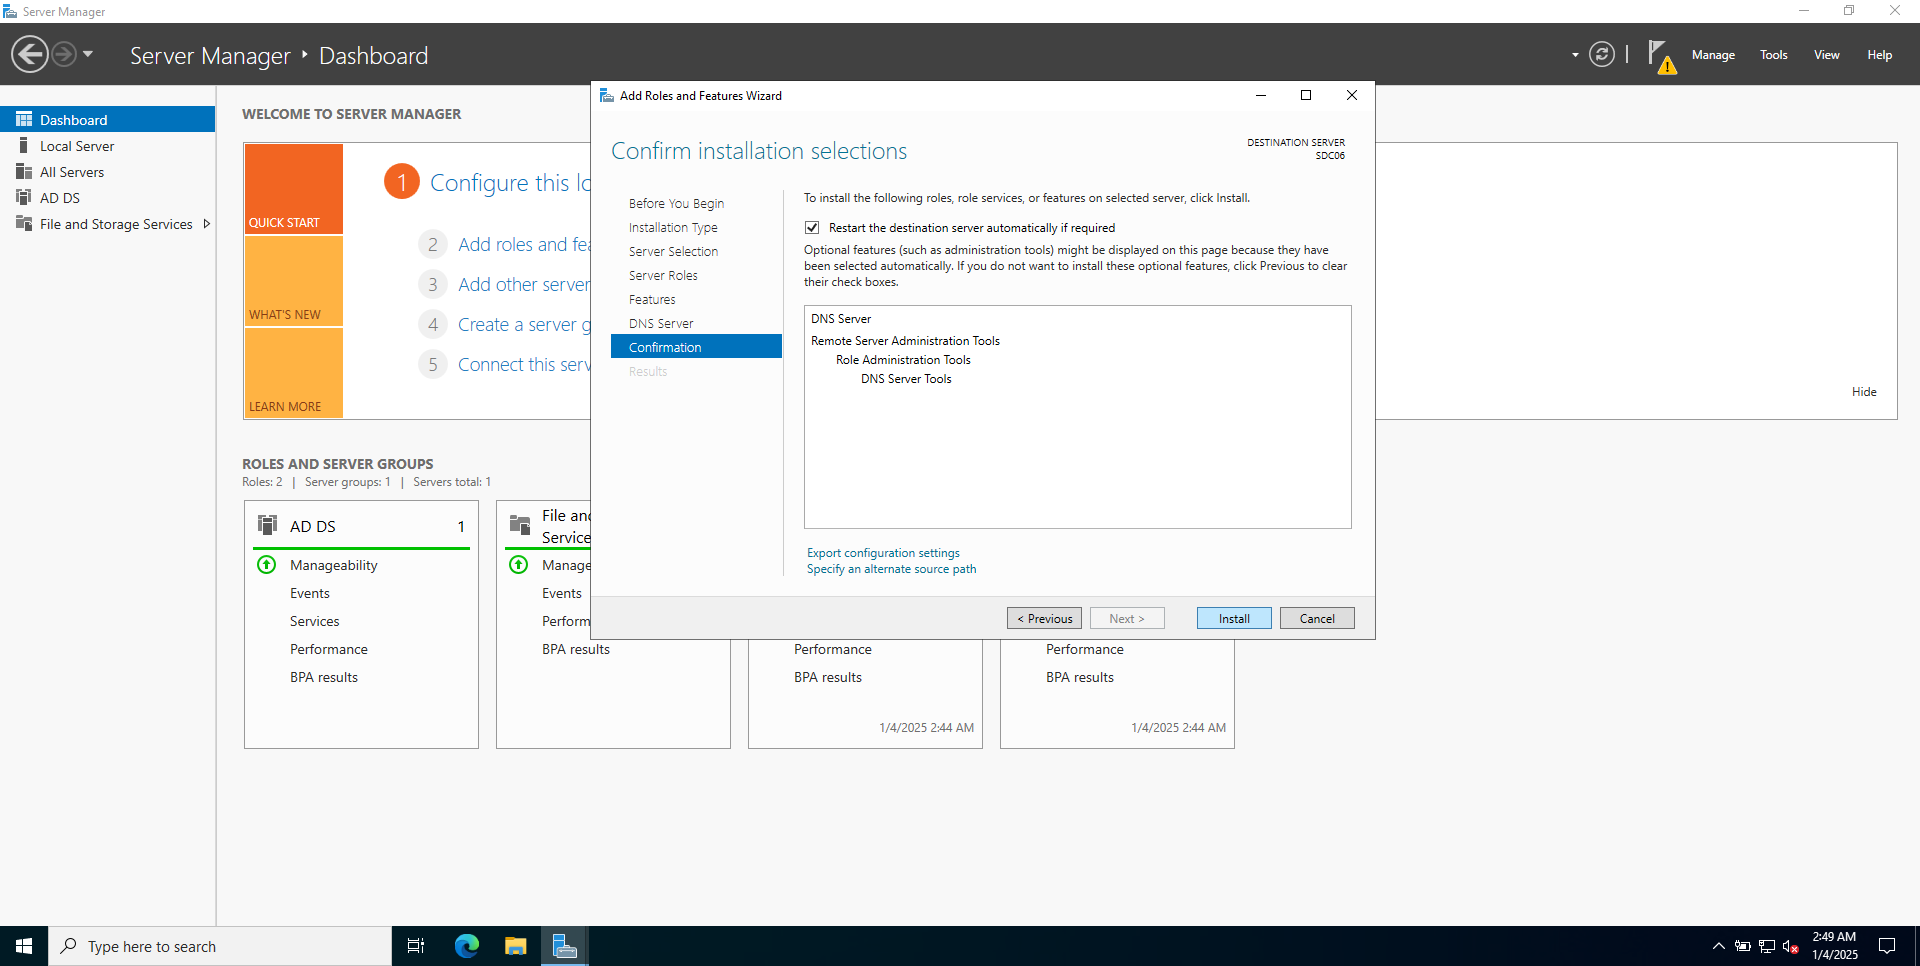 Server Manager
Server Manager ‣ Dashboard
Manage
Tools
View
Help
Dashboard
Local Server
All Servers
AD DS
File and Storage Services
WELCOME TO SERVER MANAGER
QUICK START
WHAT'S NEW
LEARN MORE
1 Configure this lo
2 Add roles and fea
3 Add other server
4 Create a server g
5 Connect this serv
Hide
ROLES AND SERVER GROUPS
Roles: 2 | Server groups: 1 | Servers total: 1
AD DS 1
Manageability
Events
Services
Performance
BPA results
File and
Service
Manage
Events
Perform
BPA results
Performance
BPA results
1/4/2025 2:44 AM
Performance
BPA results
1/4/2025 2:44 AM
Add Roles and Features Wizard
Confirm installation selections
DESTINATION SERVER
SDC06
Before You Begin
Installation Type
Server Selection
Server Roles
Features
DNS Server
Confirmation
Results
To install the following roles, role services, or features on selected server, click Install.
Restart the destination server automatically if required
Optional features (such as administration tools) might be displayed on this page because they have
been selected automatically. If you do not want to install these optional features, click Previous to clear
their check boxes.
DNS Server
Remote Server Administration Tools
Role Administration Tools
DNS Server Tools
Export configuration settings
Specify an alternate source path
< Previous
Next >
Install
Cancel
Type here to search
2:49 AM
1/4/2025